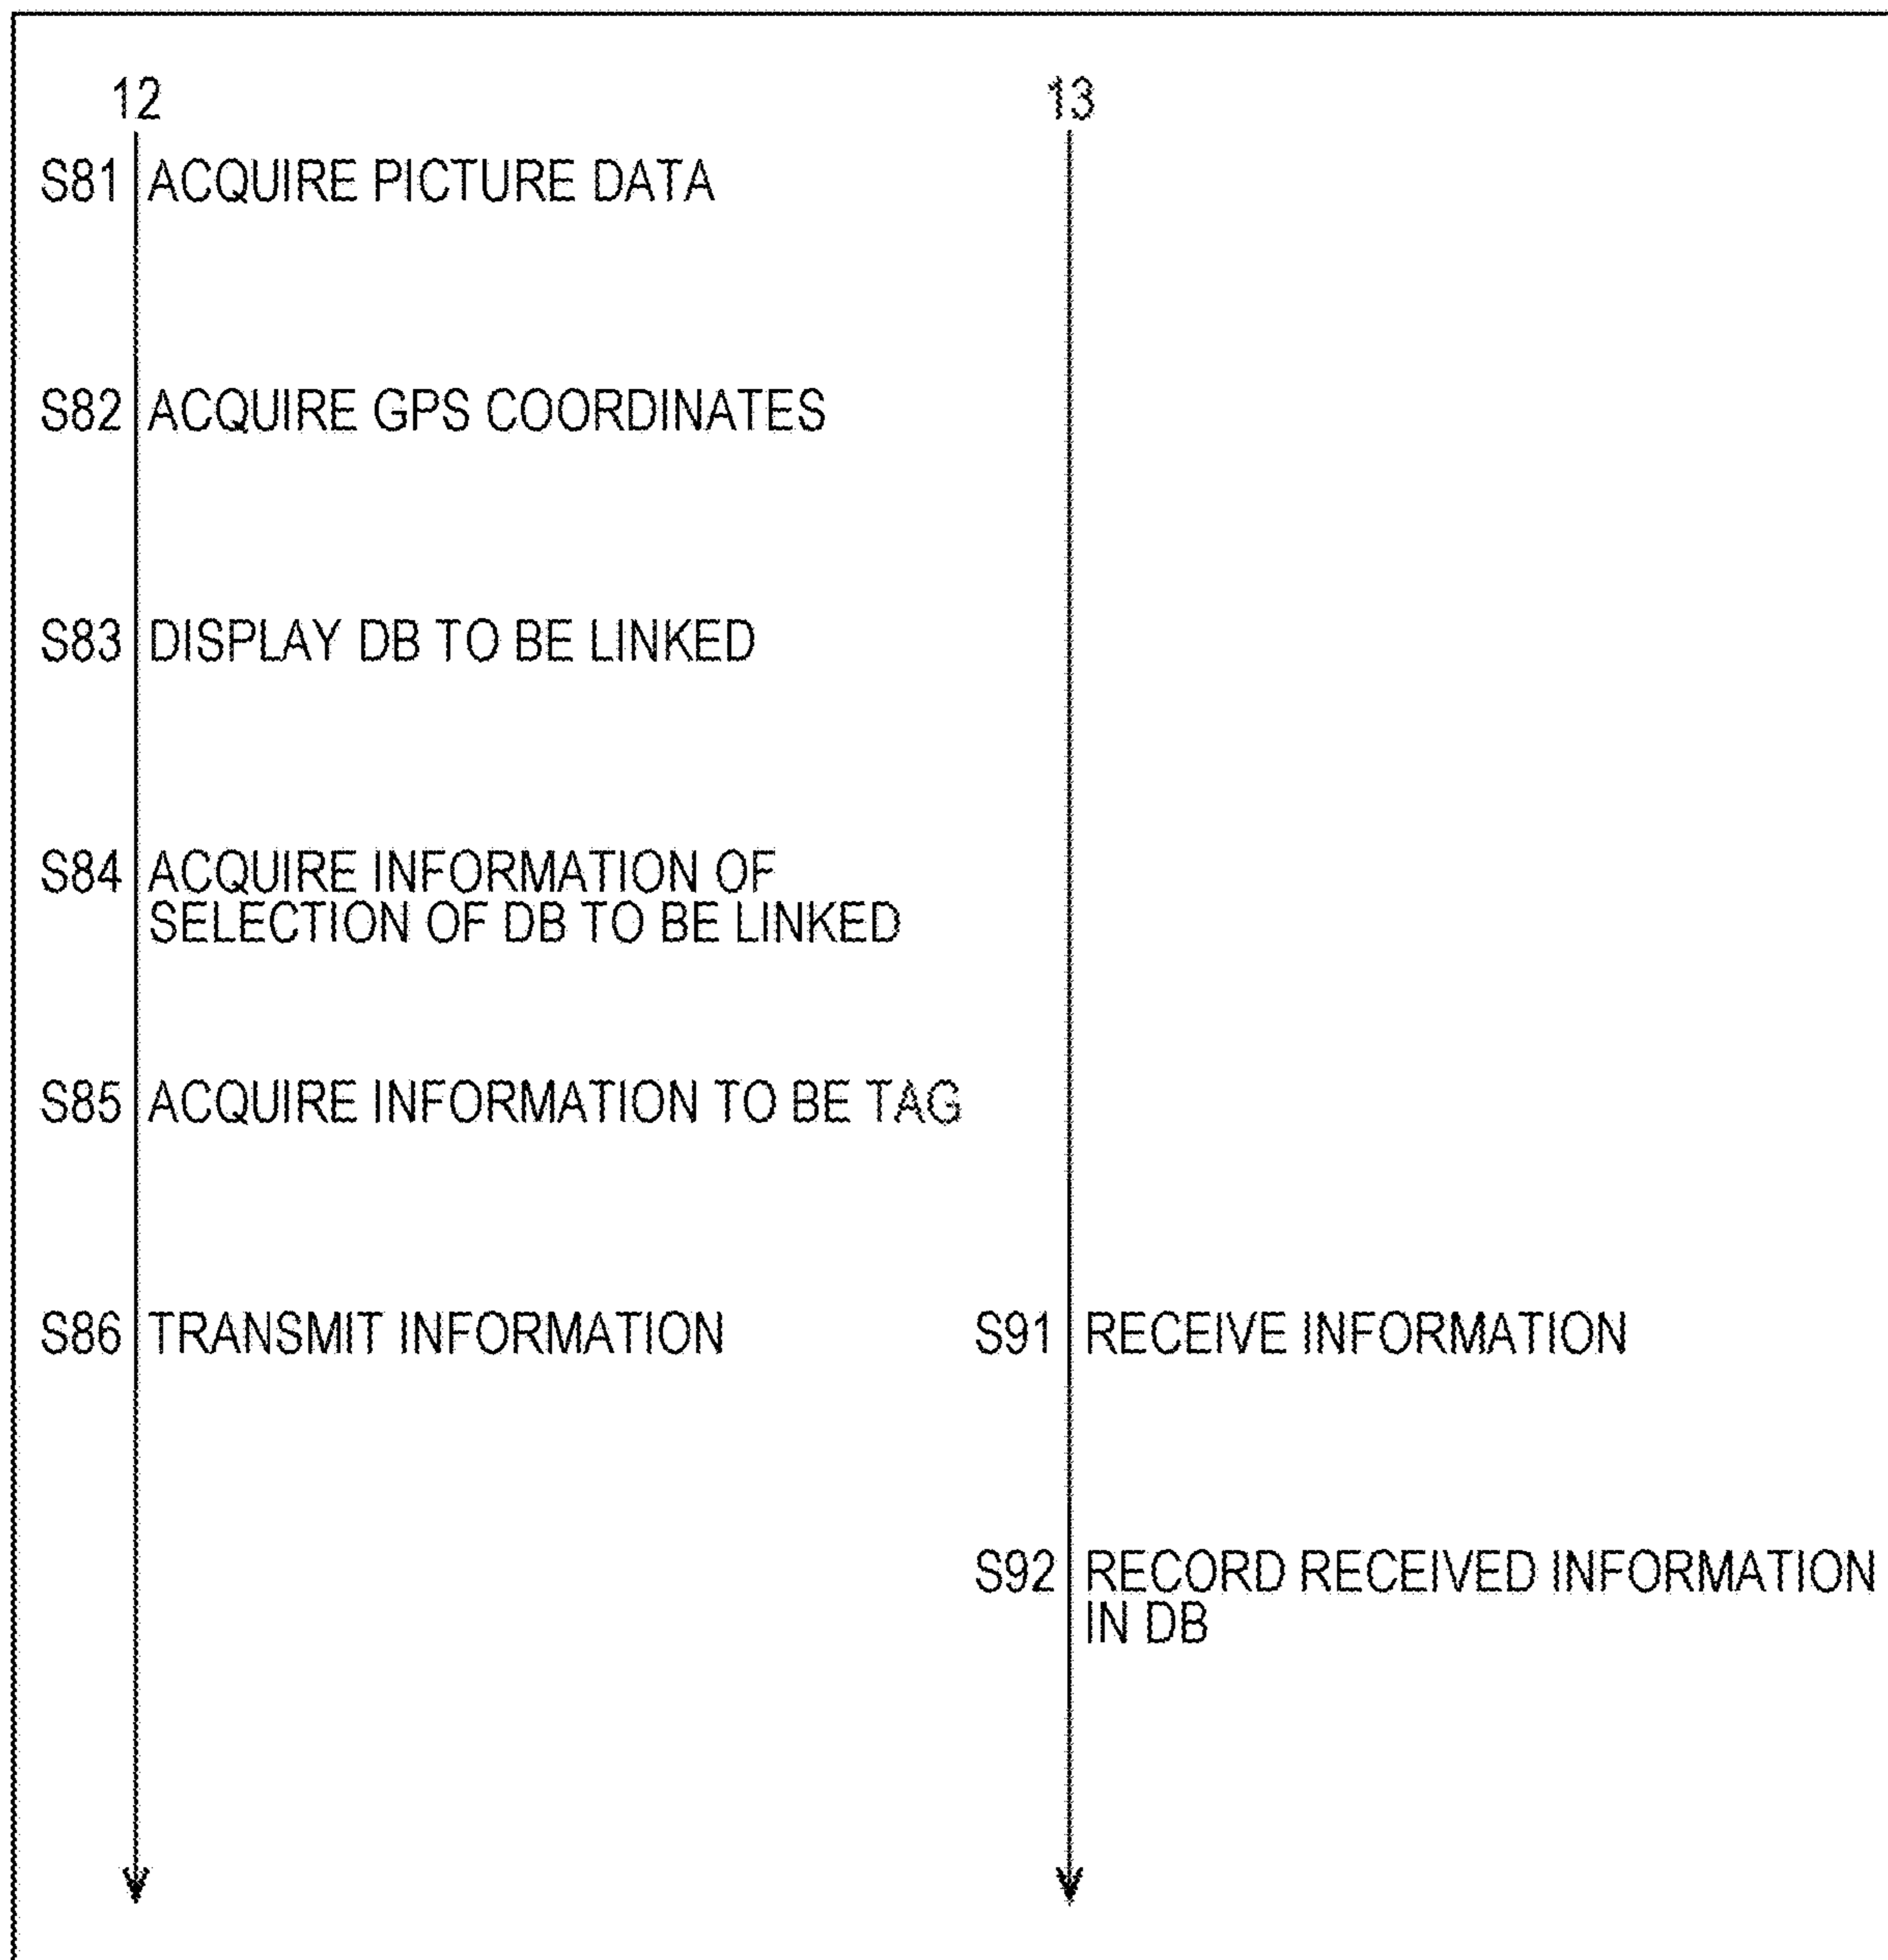 12
S81 ACQUIRE PICTURE DATA
S82 ACQUIRE GPS COORDINATES
S83 DISPLAY DB TO BE LINKED
S84 ACQUIRE INFORMATION OF
SELECTION OF DB TO BE LINKED
S85 ACQUIRE INFORMATION TO BE TAG
S86 TRANSMIT INFORMATION
13
S91 RECEIVE INFORMATION
S92 RECORD RECEIVED INFORMATION
IN DB